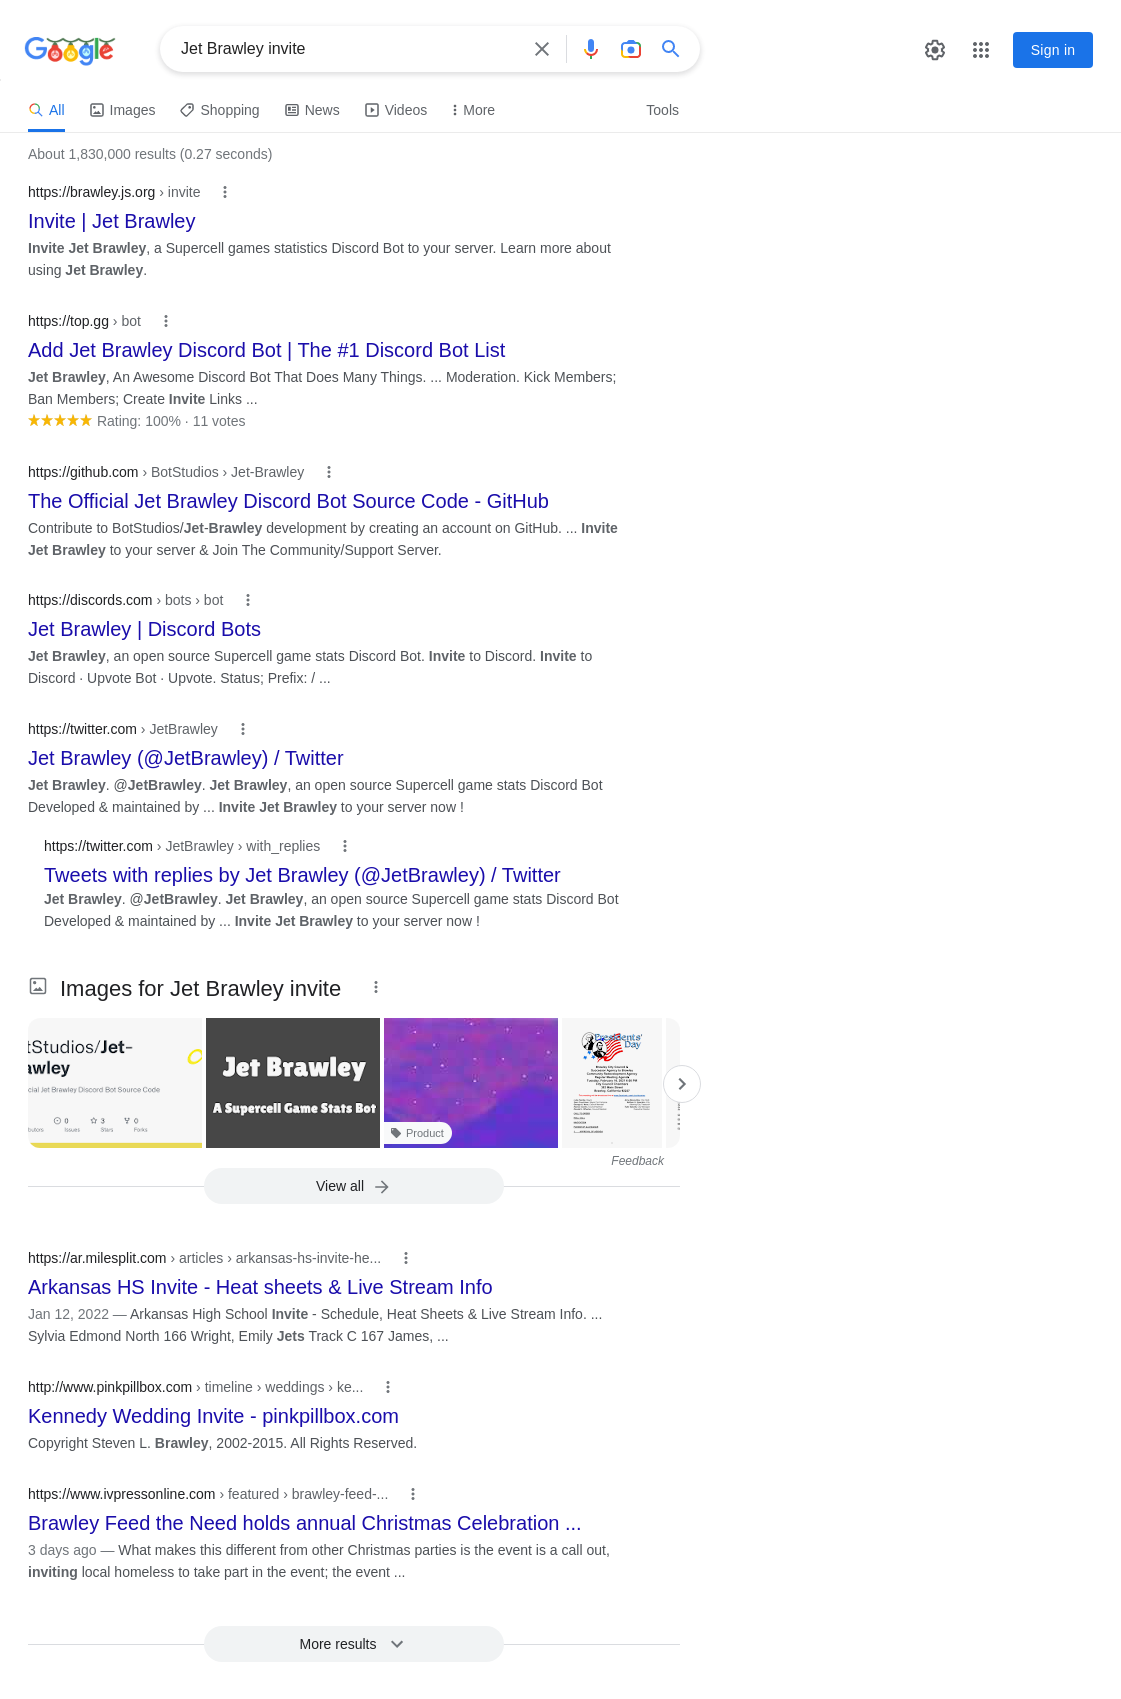 Google
Jet Brawley invite
Sign in
All Images Shopping News Videos More Tools
About 1,830,000 results (0.27 seconds)
https://brawley.js.org › invite
Invite | Jet Brawley
Invite Jet Brawley, a Supercell games statistics Discord Bot to your server. Learn more about
using Jet Brawley.
https://top.gg › bot
Add Jet Brawley Discord Bot | The #1 Discord Bot List
Jet Brawley, An Awesome Discord Bot That Does Many Things. ... Moderation. Kick Members;
Ban Members; Create Invite Links ...
Rating: 100% · 11 votes
https://github.com › BotStudios › Jet-Brawley
The Official Jet Brawley Discord Bot Source Code - GitHub
Contribute to BotStudios/Jet-Brawley development by creating an account on GitHub. ... Invite
Jet Brawley to your server & Join The Community/Support Server.
https://discords.com › bots › bot
Jet Brawley | Discord Bots
Jet Brawley, an open source Supercell game stats Discord Bot. Invite to Discord. Invite to
Discord · Upvote Bot · Upvote. Status; Prefix: / ...
https://twitter.com › JetBrawley
Jet Brawley (@JetBrawley) / Twitter
Jet Brawley. @JetBrawley. Jet Brawley, an open source Supercell game stats Discord Bot
Developed & maintained by ... Invite Jet Brawley to your server now !
https://twitter.com › JetBrawley › with_replies
Tweets with replies by Jet Brawley (@JetBrawley) / Twitter
Jet Brawley. @JetBrawley. Jet Brawley, an open source Supercell game stats Discord Bot
Developed & maintained by ... Invite Jet Brawley to your server now !
Images for Jet Brawley invite
tStudios/Jet-
awley
cial Jet Brawley Discord Bot Source Code
0 3 0
butors Issues Stars Forks
Jet Brawley
A Supercell Game Stats Bot
Product
Presidents'
Day
Feedback
View all
https://ar.milesplit.com › articles › arkansas-hs-invite-he...
Arkansas HS Invite - Heat sheets & Live Stream Info
Jan 12, 2022 — Arkansas High School Invite - Schedule, Heat Sheets & Live Stream Info. ...
Sylvia Edmond North 166 Wright, Emily Jets Track C 167 James, ...
http://www.pinkpillbox.com › timeline › weddings › ke...
Kennedy Wedding Invite - pinkpillbox.com
Copyright Steven L. Brawley, 2002-2015. All Rights Reserved.
https://www.ivpressonline.com › featured › brawley-feed-...
Brawley Feed the Need holds annual Christmas Celebration ...
3 days ago — What makes this different from other Christmas parties is the event is a call out,
inviting local homeless to take part in the event; the event ...
More results